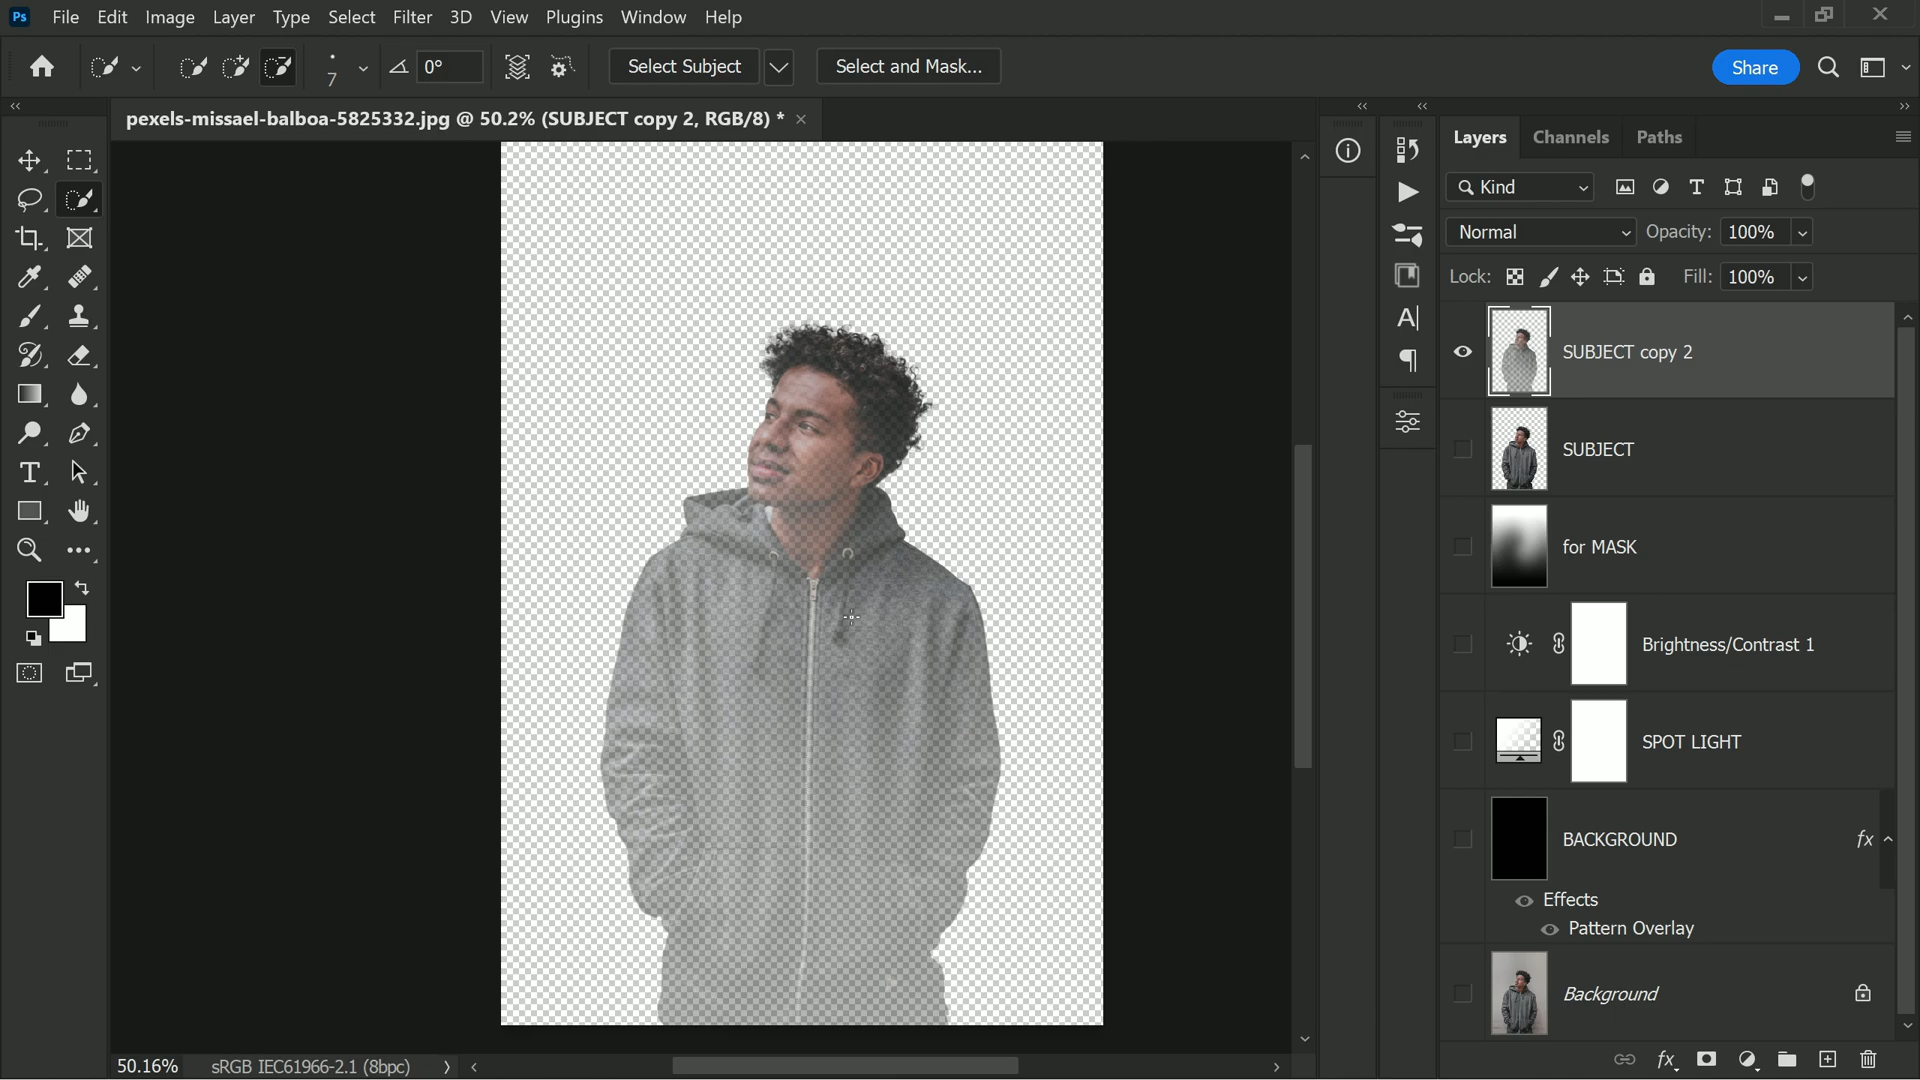 Ps File Edit Image Layer Type Select Filter 3D View Plugins Window Help
7 0° Select Subject Select and Mask... Share
pexels-missael-balboa-5825332.jpg @ 50.2% (SUBJECT copy 2, RGB/8) * ×
Layers Channels Paths
Kind
Normal Opacity: 100%
Lock: Fill: 100%
SUBJECT copy 2
SUBJECT
for MASK
Brightness/Contrast 1
SPOT LIGHT
BACKGROUND fx
Effects
Pattern Overlay
Background
50.16% sRGB IEC61966-2.1 (8bpc)
fx